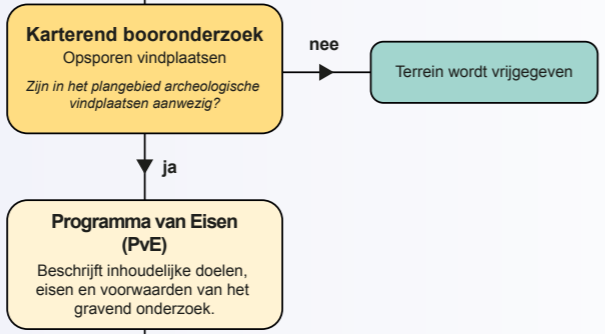 Karterend booronderzoek
Opsporen vindplaatsen
Zijn in het plangebied archeologische
vindplaatsen aanwezig?
nee
Terrein wordt vrijgegeven
ja
Programma van Eisen
(PvE)
Beschrijft inhoudelijke doelen,
eisen en voorwaarden van het
gravend onderzoek.